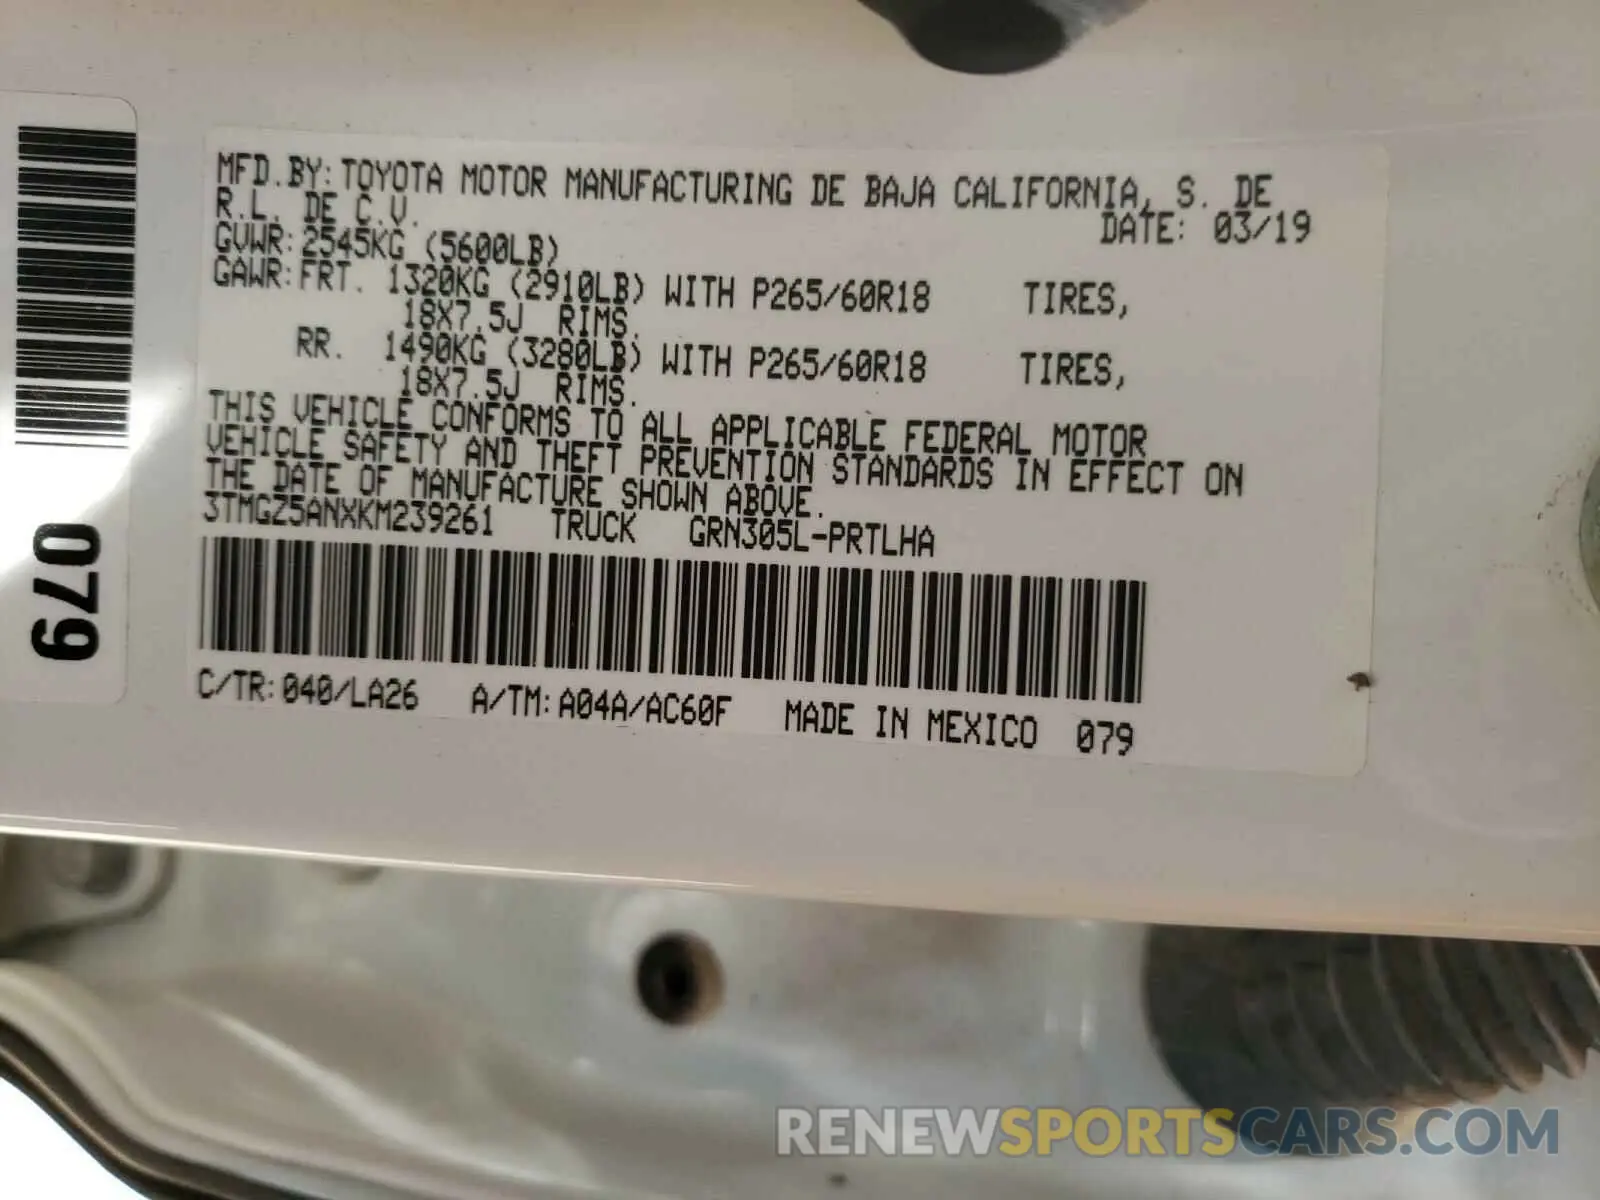 MFD.BY:TOYOTA MOTOR MANUFACTURING DE BAJA CALIFORNIA, S. DE
R.L. DE C.V. DATE: 03/19
GVWR:2545KG (5600LB)
GAWR:FRT. 1320KG (2910LB) WITH P265/60R18 TIRES,
18X7.5J RIMS.
RR. 1490KG (3280LB) WITH P265/60R18 TIRES,
18X7.5J RIMS.
THIS VEHICLE CONFORMS TO ALL APPLICABLE FEDERAL MOTOR
VEHICLE SAFETY AND THEFT PREVENTION STANDARDS IN EFFECT ON
THE DATE OF MANUFACTURE SHOWN ABOVE.
3TMGZ5ANXKM239261 TRUCK GRN305L-PRTLHA
C/TR:040/LA26 A/TM:A04A/AC60F MADE IN MEXICO 079
079
RENEWSPORTSCARS.COM